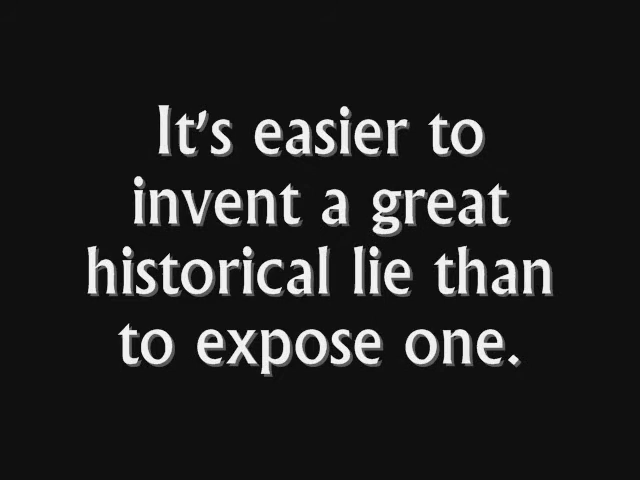 It's easier to
invent a great
historical lie than
to expose one.